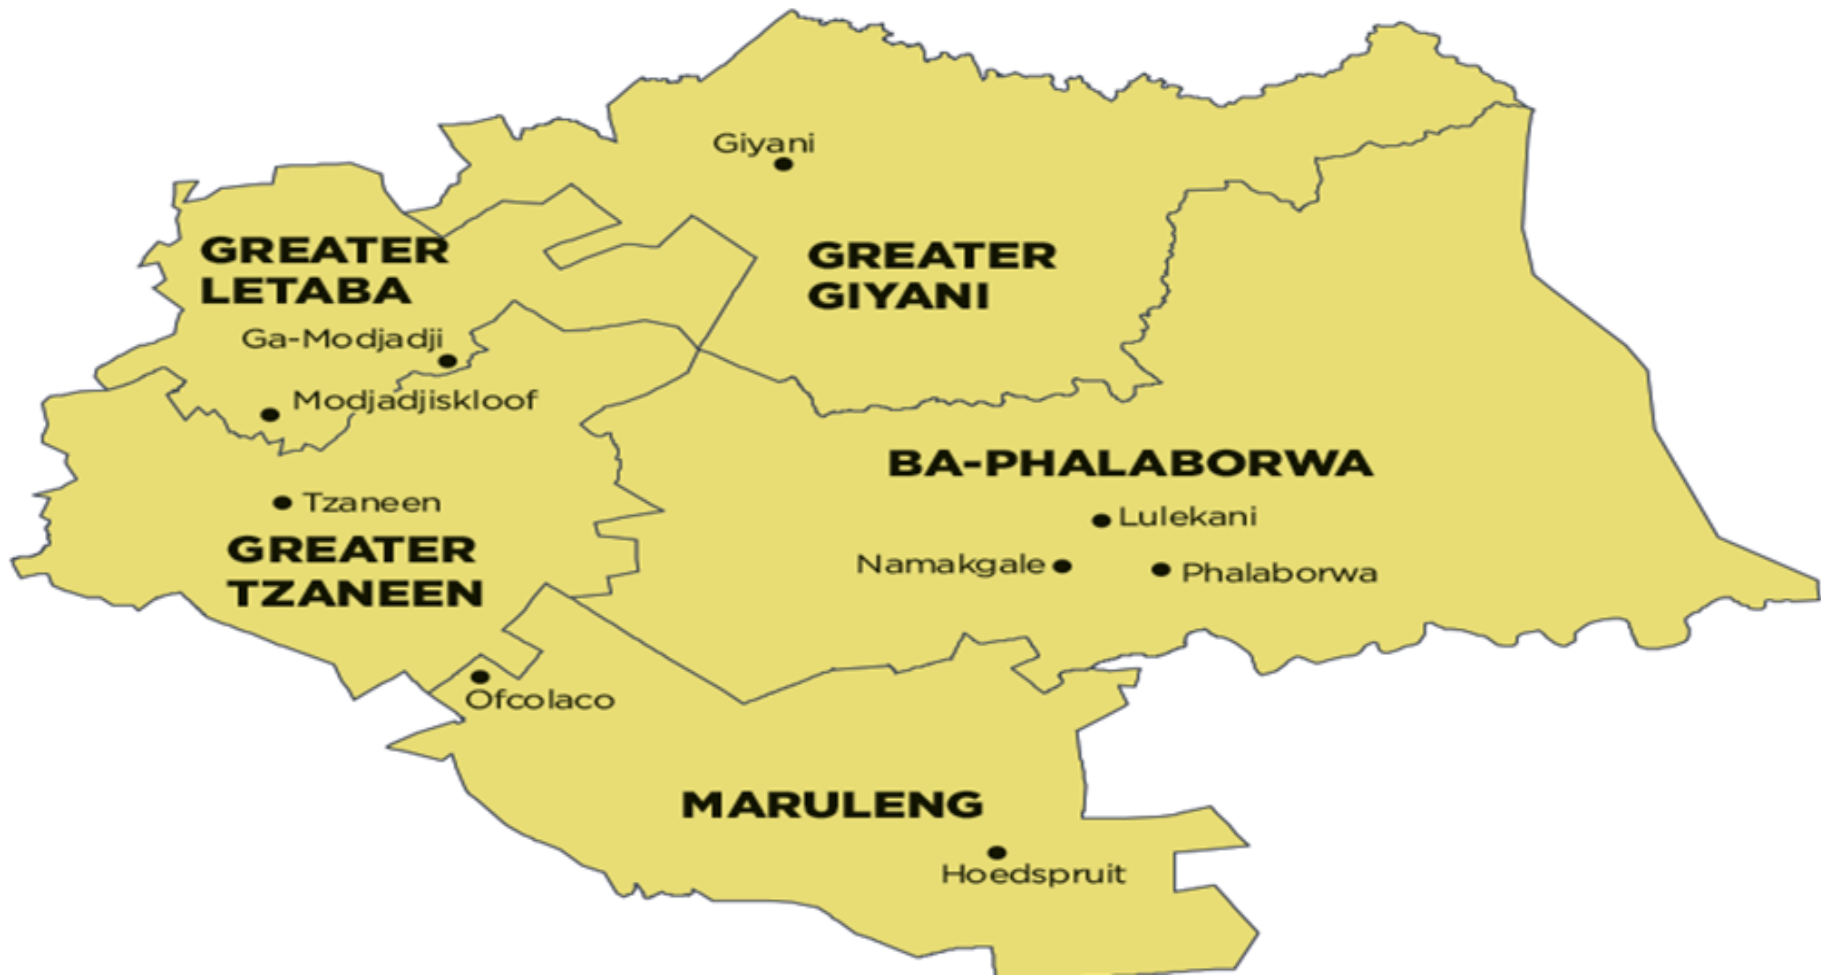 Giyani
GREATER
LETABA
GREATER
GIYANI
Ga-Modjadji
Modjadjiskloof
BA-PHALABORWA
Tzaneen
Lulekani
GREATER
TZANEEN
Namakgale
Phalaborwa
Ofcolaco
MARULENG
Hoedspruit